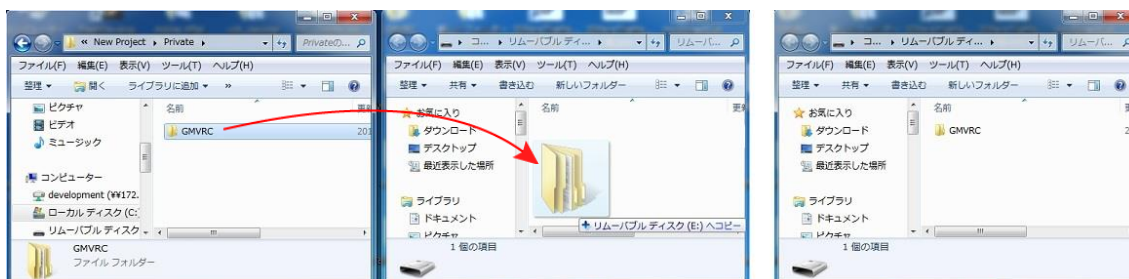 « New Project ▸ Private ▸
Privateの...
ファイル(F) 編集(E) 表示(V) ツール(T) ヘルプ(H)
整理 ▾ 開く ライブラリに追加 ▾ »
ピクチャ
ビデオ
ミュージック
コンピューター
development (¥¥172.
ローカル ディスク (C:
リムーバブル ディスク
名前
GMVRC
201
GMVRC
ファイル フォルダー
▸ コ... ▸ リムーバブル ディ... ▸
リムーバ...
ファイル(F) 編集(E) 表示(V) ツール(T) ヘルプ(H)
整理 ▾ 共有 ▾ 書き込む 新しいフォルダー
お気に入り
ダウンロード
デスクトップ
最近表示した場所
ライブラリ
ドキュメント
ピクチャ
名前
リムーバブル ディスク (E:) へコピー
1 個の項目
▸ コ... ▸ リムーバブル ディ... ▸
リムーバ...
ファイル(F) 編集(E) 表示(V) ツール(T) ヘルプ(H)
整理 ▾ 共有 ▾ 書き込む 新しいフォルダー
お気に入り
ダウンロード
デスクトップ
最近表示した場所
ライブラリ
ドキュメント
ピクチャ
名前
GMVRC
1 個の項目